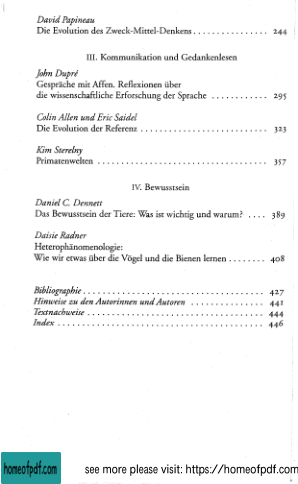 David Papineau
Die Evolution des Zweck-Mittel-Denkens . . . . . . . . . . . . . . . . 244
III. Kommunikation und Gedankenlesen
John Dupré
Gespräche mit Affen. Reflexionen über
die wissenschaftliche Erforschung der Sprache . . . . . . . . . . . . 295
Colin Allen und Eric Saidel
Die Evolution der Referenz . . . . . . . . . . . . . . . . . . . . . . . . . . . 323
Kim Sterelny
Primatenwelten . . . . . . . . . . . . . . . . . . . . . . . . . . . . . . . . . . . . 357
IV. Bewusstsein
Daniel C. Dennett
Das Bewusstsein der Tiere: Was ist wichtig und warum? . . . . 389
Daisie Radner
Heterophänomenologie:
Wie wir etwas über die Vögel und die Bienen lernen . . . . . . . . 408
Bibliographie . . . . . . . . . . . . . . . . . . . . . . . . . . . . . . . . . . . . . . 427
Hinweise zu den Autorinnen und Autoren . . . . . . . . . . . . . . . 441
Textnachweise . . . . . . . . . . . . . . . . . . . . . . . . . . . . . . . . . . . . . 444
Index . . . . . . . . . . . . . . . . . . . . . . . . . . . . . . . . . . . . . . . . . . . . 446
homeofpdf.com
see more please visit: https://homeofpdf.com